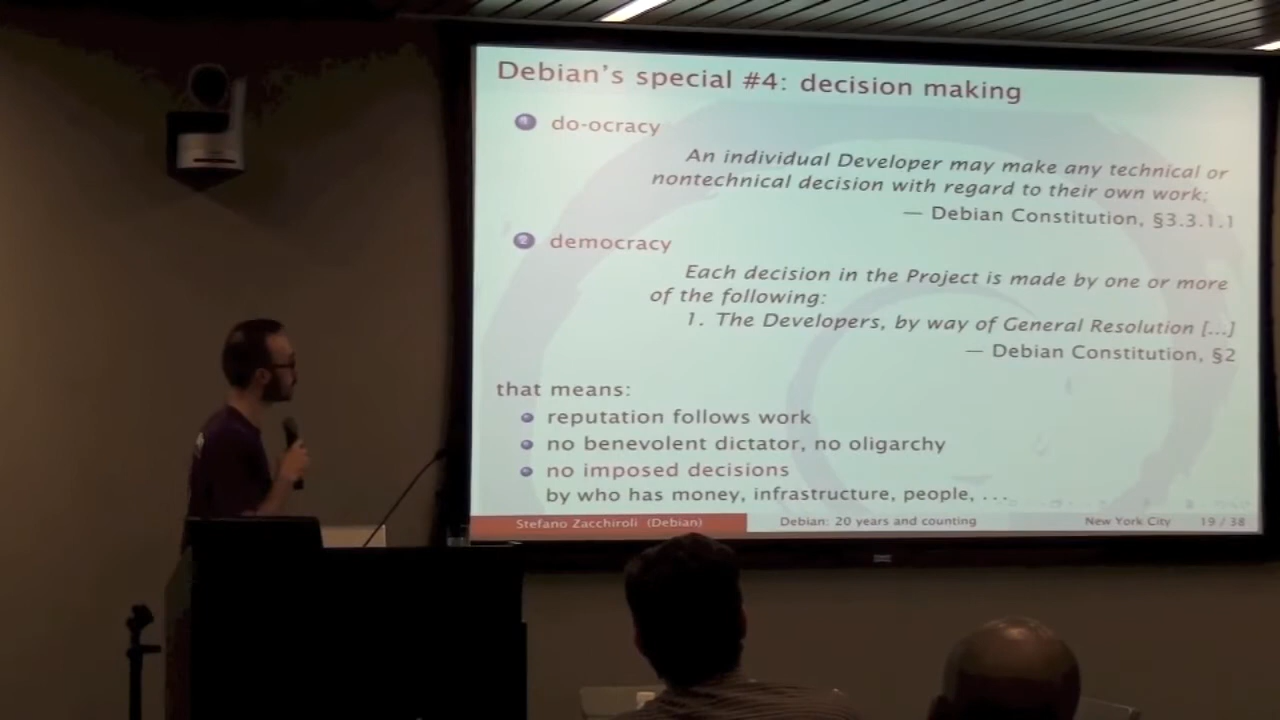 Debian's special #4: decision making
1 do-ocracy
An individual Developer may make any technical or
nontechnical decision with regard to their own work;
— Debian Constitution, §3.3.1.1
2 democracy
Each decision in the Project is made by one or more
of the following:
1. The Developers, by way of General Resolution [...]
— Debian Constitution, §2
that means:
reputation follows work
no benevolent dictator, no oligarchy
no imposed decisions
by who has money, infrastructure, people, ...
Stefano Zacchiroli (Debian) Debian: 20 years and counting New York City 19 / 38